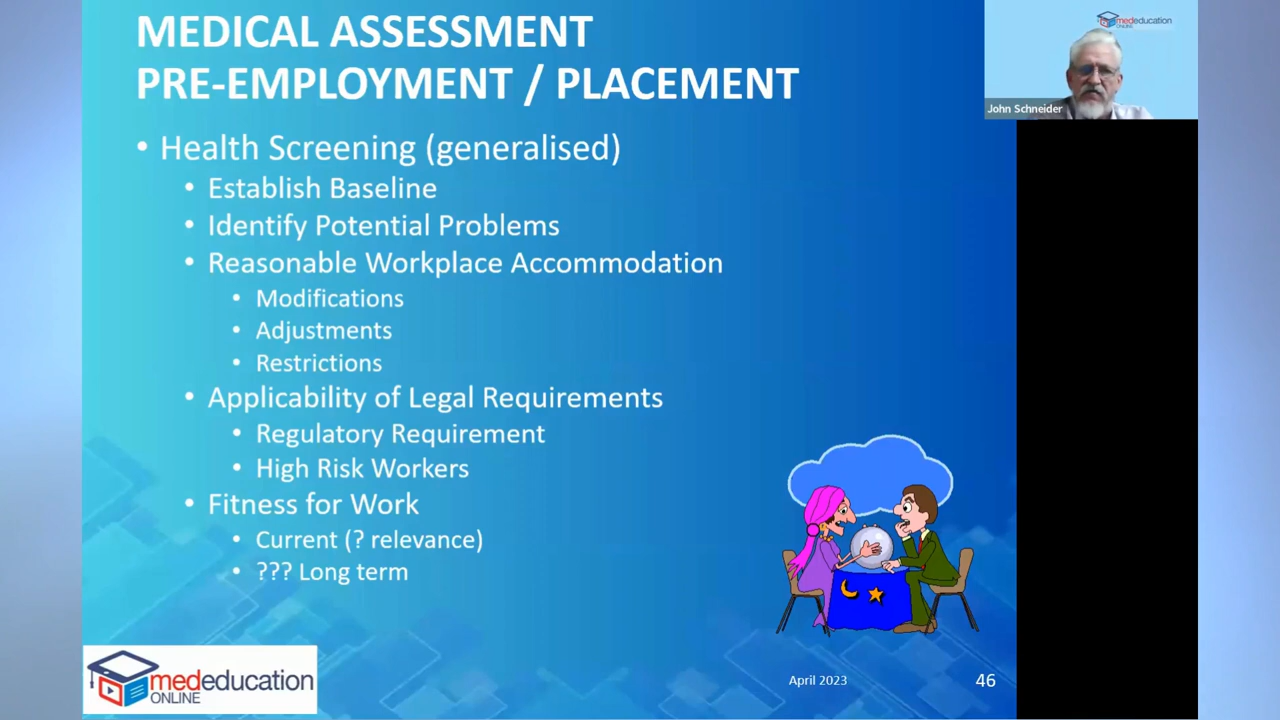 MEDICAL ASSESSMENT
PRE-EMPLOYMENT / PLACEMENT
• Health Screening (generalised)
• Establish Baseline
• Identify Potential Problems
• Reasonable Workplace Accommodation
• Modifications
• Adjustments
• Restrictions
• Applicability of Legal Requirements
• Regulatory Requirement
• High Risk Workers
• Fitness for Work
• Current (? relevance)
• ??? Long term
mededucation
ONLINE
John Schneider
mededucation
ONLINE
April 2023
46